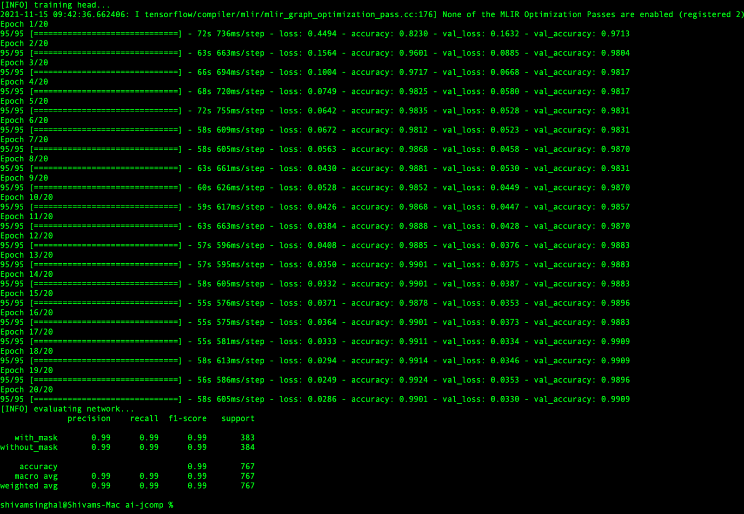 [INFO] training head...
2021-11-15 09:42:36.662406: I tensorflow/compiler/mlir/mlir_graph_optimization_pass.cc:176] None of the MLIR Optimization Passes are enabled (registered 2)
Epoch 1/20
95/95 [==============================] - 72s 736ms/step - loss: 0.4494 - accuracy: 0.8230 - val_loss: 0.1632 - val_accuracy: 0.9713
Epoch 2/20
95/95 [==============================] - 63s 663ms/step - loss: 0.1564 - accuracy: 0.9601 - val_loss: 0.0885 - val_accuracy: 0.9804
Epoch 3/20
95/95 [==============================] - 66s 694ms/step - loss: 0.1004 - accuracy: 0.9717 - val_loss: 0.0668 - val_accuracy: 0.9817
Epoch 4/20
95/95 [==============================] - 68s 720ms/step - loss: 0.0749 - accuracy: 0.9825 - val_loss: 0.0580 - val_accuracy: 0.9817
Epoch 5/20
95/95 [==============================] - 72s 755ms/step - loss: 0.0642 - accuracy: 0.9835 - val_loss: 0.0528 - val_accuracy: 0.9831
Epoch 6/20
95/95 [==============================] - 58s 609ms/step - loss: 0.0672 - accuracy: 0.9812 - val_loss: 0.0523 - val_accuracy: 0.9831
Epoch 7/20
95/95 [==============================] - 58s 605ms/step - loss: 0.0563 - accuracy: 0.9868 - val_loss: 0.0458 - val_accuracy: 0.9870
Epoch 8/20
95/95 [==============================] - 63s 661ms/step - loss: 0.0430 - accuracy: 0.9881 - val_loss: 0.0530 - val_accuracy: 0.9831
Epoch 9/20
95/95 [==============================] - 60s 626ms/step - loss: 0.0528 - accuracy: 0.9852 - val_loss: 0.0449 - val_accuracy: 0.9870
Epoch 10/20
95/95 [==============================] - 59s 617ms/step - loss: 0.0426 - accuracy: 0.9868 - val_loss: 0.0447 - val_accuracy: 0.9857
Epoch 11/20
95/95 [==============================] - 63s 663ms/step - loss: 0.0384 - accuracy: 0.9888 - val_loss: 0.0428 - val_accuracy: 0.9870
Epoch 12/20
95/95 [==============================] - 57s 596ms/step - loss: 0.0408 - accuracy: 0.9885 - val_loss: 0.0376 - val_accuracy: 0.9883
Epoch 13/20
95/95 [==============================] - 57s 595ms/step - loss: 0.0350 - accuracy: 0.9901 - val_loss: 0.0375 - val_accuracy: 0.9883
Epoch 14/20
95/95 [==============================] - 58s 605ms/step - loss: 0.0332 - accuracy: 0.9901 - val_loss: 0.0387 - val_accuracy: 0.9883
Epoch 15/20
95/95 [==============================] - 55s 576ms/step - loss: 0.0371 - accuracy: 0.9878 - val_loss: 0.0353 - val_accuracy: 0.9896
Epoch 16/20
95/95 [==============================] - 55s 575ms/step - loss: 0.0364 - accuracy: 0.9901 - val_loss: 0.0373 - val_accuracy: 0.9883
Epoch 17/20
95/95 [==============================] - 55s 581ms/step - loss: 0.0333 - accuracy: 0.9911 - val_loss: 0.0334 - val_accuracy: 0.9909
Epoch 18/20
95/95 [==============================] - 58s 613ms/step - loss: 0.0294 - accuracy: 0.9914 - val_loss: 0.0346 - val_accuracy: 0.9909
Epoch 19/20
95/95 [==============================] - 56s 586ms/step - loss: 0.0249 - accuracy: 0.9924 - val_loss: 0.0353 - val_accuracy: 0.9896
Epoch 20/20
95/95 [==============================] - 58s 605ms/step - loss: 0.0286 - accuracy: 0.9901 - val_loss: 0.0330 - val_accuracy: 0.9909
[INFO] evaluating network...
precision recall f1-score support
with_mask 0.99 0.99 0.99 383
without_mask 0.99 0.99 0.99 384
accuracy 0.99 767
macro avg 0.99 0.99 0.99 767
weighted avg 0.99 0.99 0.99 767
shivamsinghal@Shivams-Mac ai-jcomp %